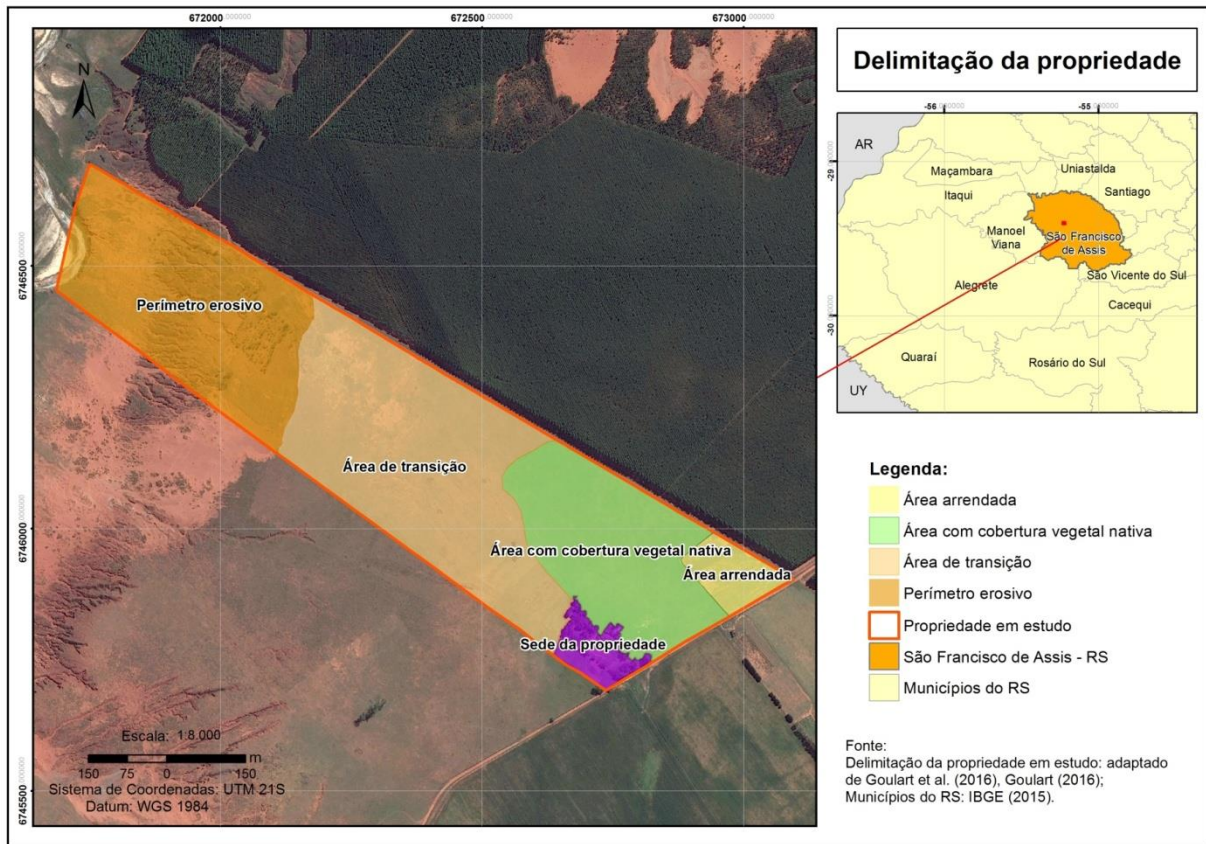 672000,000000
672500,000000
673000,000000
N
6746500,000000
6746000,000000
6745500,000000
Perímetro erosivo
Área de transição
Área com cobertura vegetal nativa
Área arrendada
Sede da propriedade
Escala: 1:8.000
150 75 0 150 m
Sistema de Coordenadas: UTM 21S
Datum: WGS 1984
Delimitação da propriedade
-56,000000
-55,000000
-29,000000
-30,000000
AR
Maçambara
Uniastalda
Itaqui
Santiago
Manoel
Viana
São Francisco
de Assis
São Vicente do Sul
Alegrete
Cacequi
Quaraí
Rosário do Sul
UY
Legenda:
Área arrendada
Área com cobertura vegetal nativa
Área de transição
Perímetro erosivo
Propriedade em estudo
São Francisco de Assis - RS
Municípios do RS
Fonte:
Delimitação da propriedade em estudo: adaptado
de Goulart et al. (2016), Goulart (2016);
Municípios do RS: IBGE (2015).